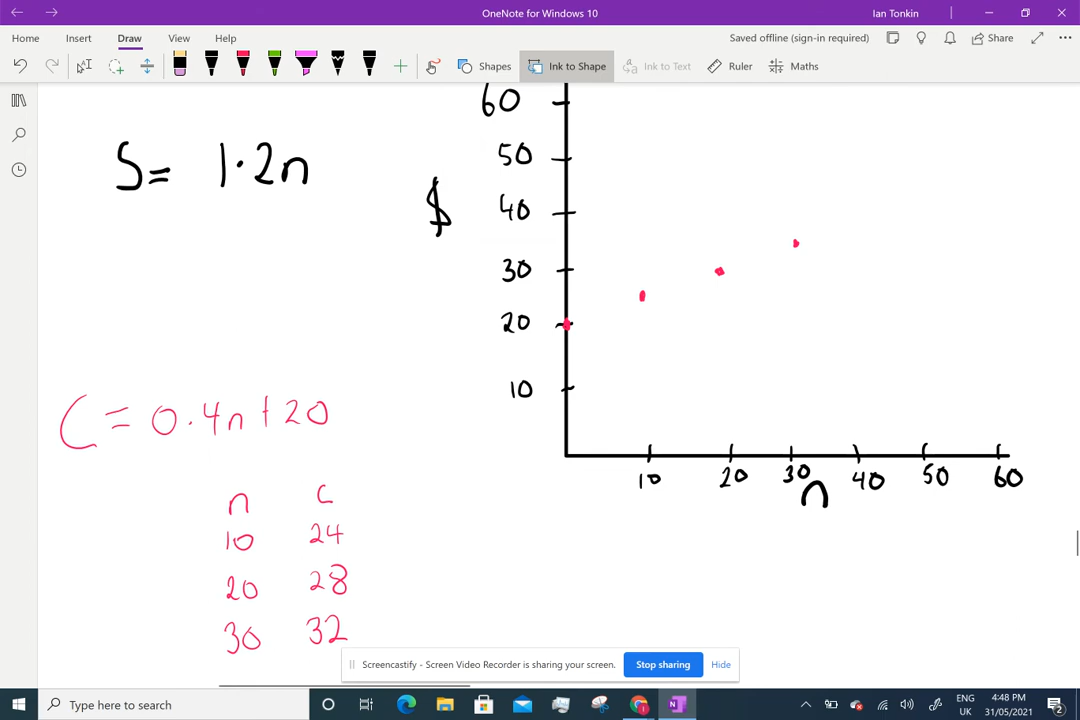 OneNote for Windows 10
Ian Tonkin
Home Insert Draw View Help
Saved offline (sign-in required)
Share
Shapes
Ink to Shape
Ink to Text
Ruler
Maths
S= 1.2n
$
60
50
40
30
20
10
10 20 30 40 50 60
n
C = 0.4n+20
n C
10 24
20 28
30 32
Screencastify - Screen Video Recorder is sharing your screen.
Stop sharing
Hide
Type here to search
ENG
UK
4:48 PM
31/05/2021
2